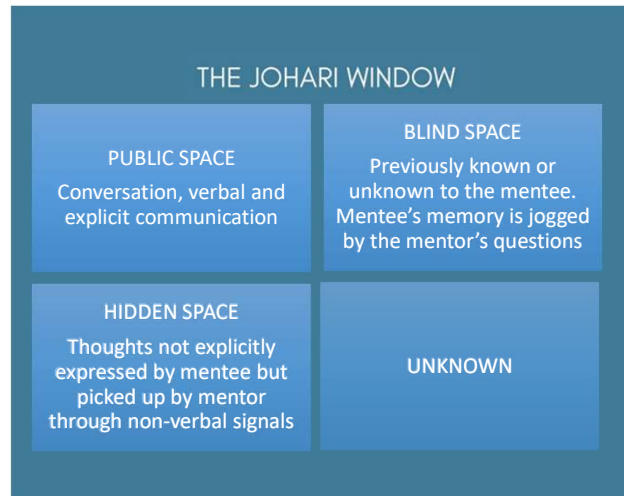 THE JOHARI WINDOW
PUBLIC SPACE
Conversation, verbal and
explicit communication
BLIND SPACE
Previously known or
unknown to the mentee.
Mentee’s memory is jogged
by the mentor’s questions
HIDDEN SPACE
Thoughts not explicitly
expressed by mentee but
picked up by mentor
through non-verbal signals
UNKNOWN